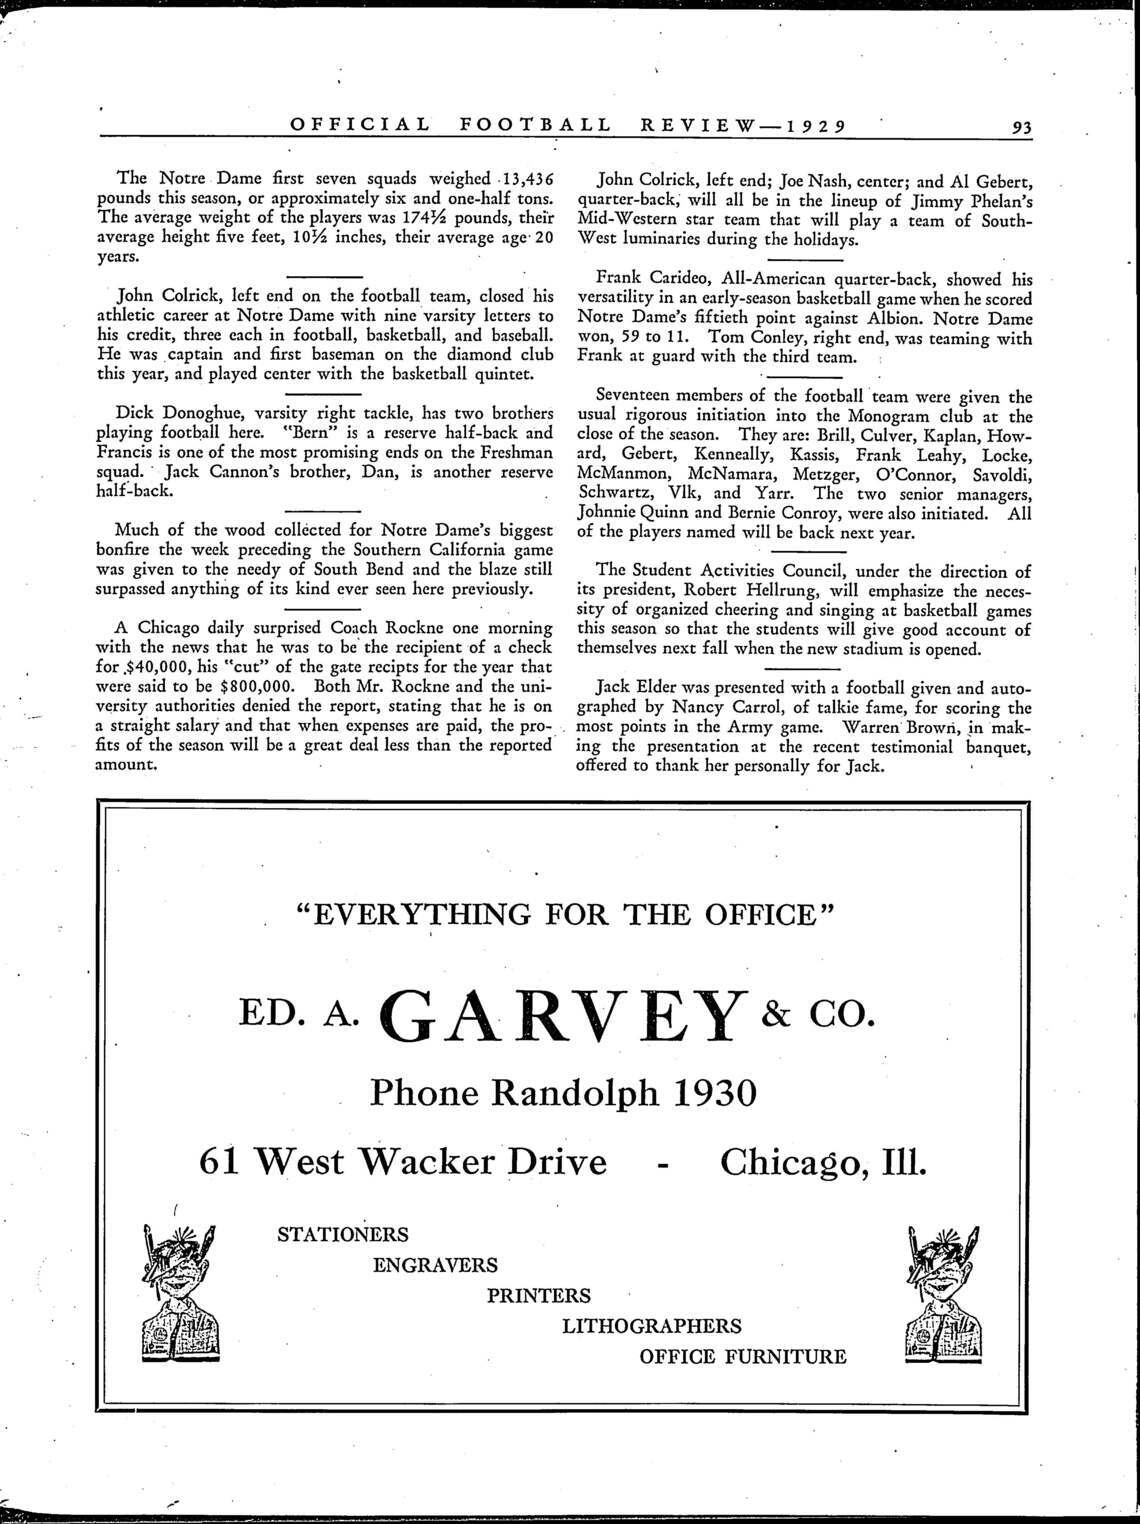 OFFICIAL FOOTBALL REVIEW—1929 93
The Notre Dame first seven squads weighed 13,436
pounds this season, or approximately six and one-half tons.
The average weight of the players was 174½ pounds, their
average height five feet, 10½ inches, their average age 20
years.
John Colrick, left end on the football team, closed his
athletic career at Notre Dame with nine varsity letters to
his credit, three each in football, basketball, and baseball.
He was captain and first baseman on the diamond club
this year, and played center with the basketball quintet.
Dick Donoghue, varsity right tackle, has two brothers
playing football here. "Bern" is a reserve half-back and
Francis is one of the most promising ends on the Freshman
squad. Jack Cannon's brother, Dan, is another reserve
half-back.
Much of the wood collected for Notre Dame's biggest
bonfire the week preceding the Southern California game
was given to the needy of South Bend and the blaze still
surpassed anything of its kind ever seen here previously.
A Chicago daily surprised Coach Rockne one morning
with the news that he was to be the recipient of a check
for $40,000, his "cut" of the gate recipts for the year that
were said to be $800,000. Both Mr. Rockne and the uni-
versity authorities denied the report, stating that he is on
a straight salary and that when expenses are paid, the pro-
fits of the season will be a great deal less than the reported
amount.
John Colrick, left end; Joe Nash, center; and Al Gebert,
quarter-back, will all be in the lineup of Jimmy Phelan's
Mid-Western star team that will play a team of South-
West luminaries during the holidays.
Frank Carideo, All-American quarter-back, showed his
versatility in an early-season basketball game when he scored
Notre Dame's fiftieth point against Albion. Notre Dame
won, 59 to 11. Tom Conley, right end, was teaming with
Frank at guard with the third team.
Seventeen members of the football team were given the
usual rigorous initiation into the Monogram club at the
close of the season. They are: Brill, Culver, Kaplan, How-
ard, Gebert, Kenneally, Kassis, Frank Leahy, Locke,
McManmon, McNamara, Metzger, O'Connor, Savoldi,
Schwartz, Vlk, and Yarr. The two senior managers,
Johnnie Quinn and Bernie Conroy, were also initiated. All
of the players named will be back next year.
The Student Activities Council, under the direction of
its president, Robert Hellrung, will emphasize the neces-
sity of organized cheering and singing at basketball games
this season so that the students will give good account of
themselves next fall when the new stadium is opened.
Jack Elder was presented with a football given and auto-
graphed by Nancy Carrol, of talkie fame, for scoring the
most points in the Army game. Warren Brown, in mak-
ing the presentation at the recent testimonial banquet,
offered to thank her personally for Jack.
"EVERYTHING FOR THE OFFICE"
ED. A. GARVEY & CO.
Phone Randolph 1930
61 West Wacker Drive - Chicago, Ill.
STATIONERS
ENGRAVERS
PRINTERS
LITHOGRAPHERS
OFFICE FURNITURE